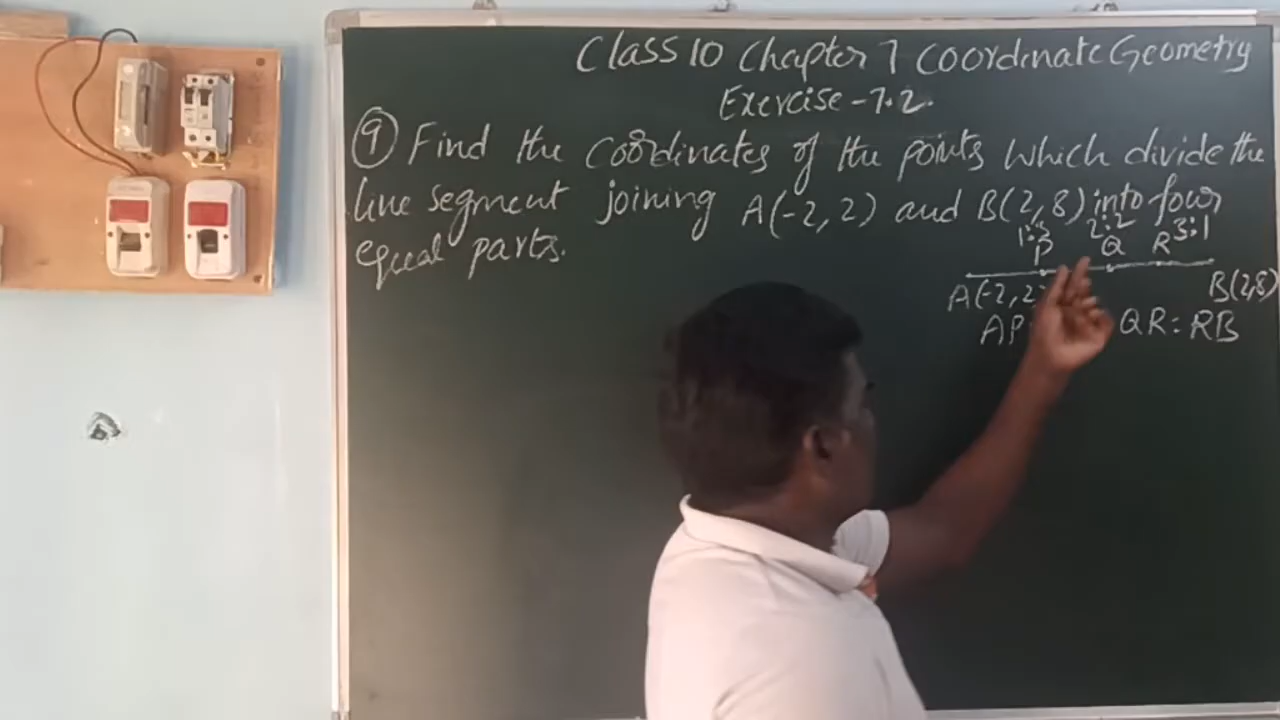 Class 10 Chapter 7 Coordinate Geometry
Exercise - 7.2.
9 Find the coordinates of the points which divide the
line segment joining A(-2, 2) and B(2, 8) into four
equal parts.
1:3 2:2 3:1
P Q R
A(-2, 2 B(2,8)
AP QR = RB